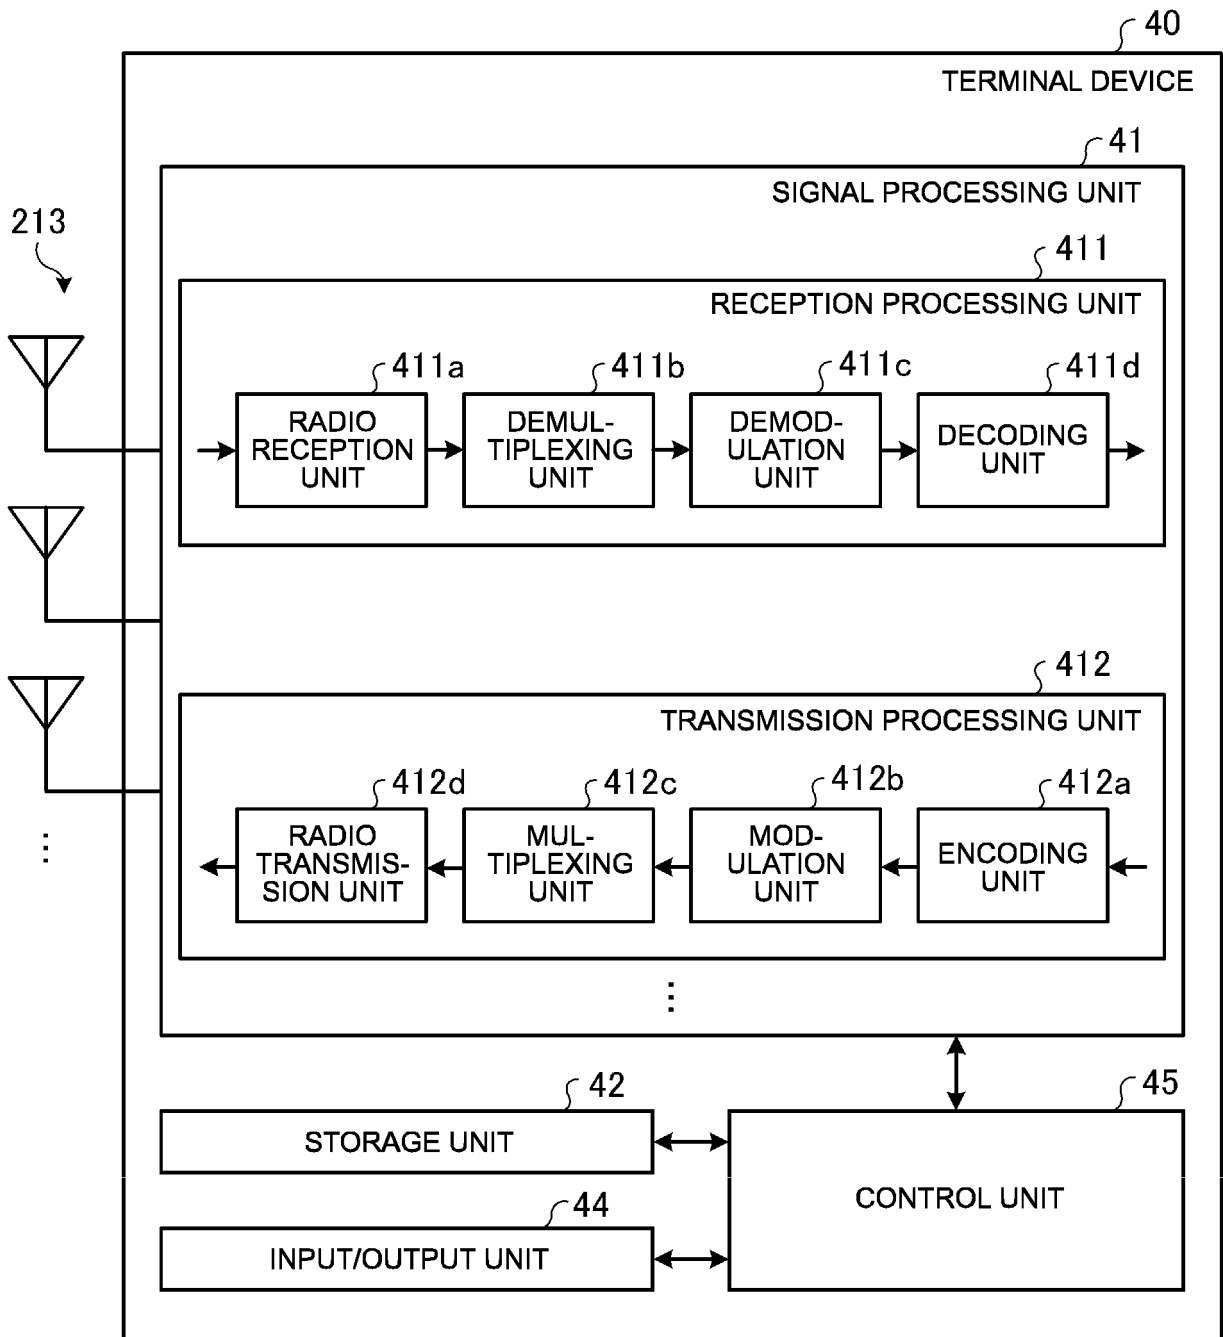 40
TERMINAL DEVICE
41
SIGNAL PROCESSING UNIT
213
411
RECEPTION PROCESSING UNIT
411a
RADIO
RECEPTION
UNIT
411b
DEMUL-
TIPLEXING
UNIT
411c
DEMOD-
ULATION
UNIT
411d
DECODING
UNIT
412
TRANSMISSION PROCESSING UNIT
412d
RADIO
TRANSMIS-
SION UNIT
412c
MUL-
TIPLEXING
UNIT
412b
MOD-
ULATION
UNIT
412a
ENCODING
UNIT
42
STORAGE UNIT
45
CONTROL UNIT
44
INPUT/OUTPUT UNIT